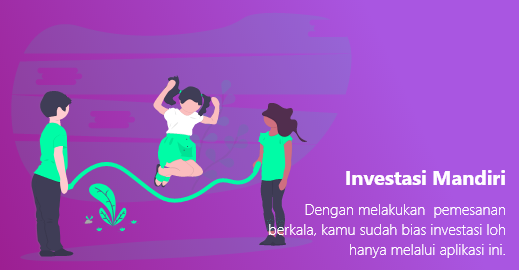 Investasi Mandiri
Dengan melakukan  pemesanan
berkala, kamu sudah bias investasi loh
hanya melalui aplikasi ini.